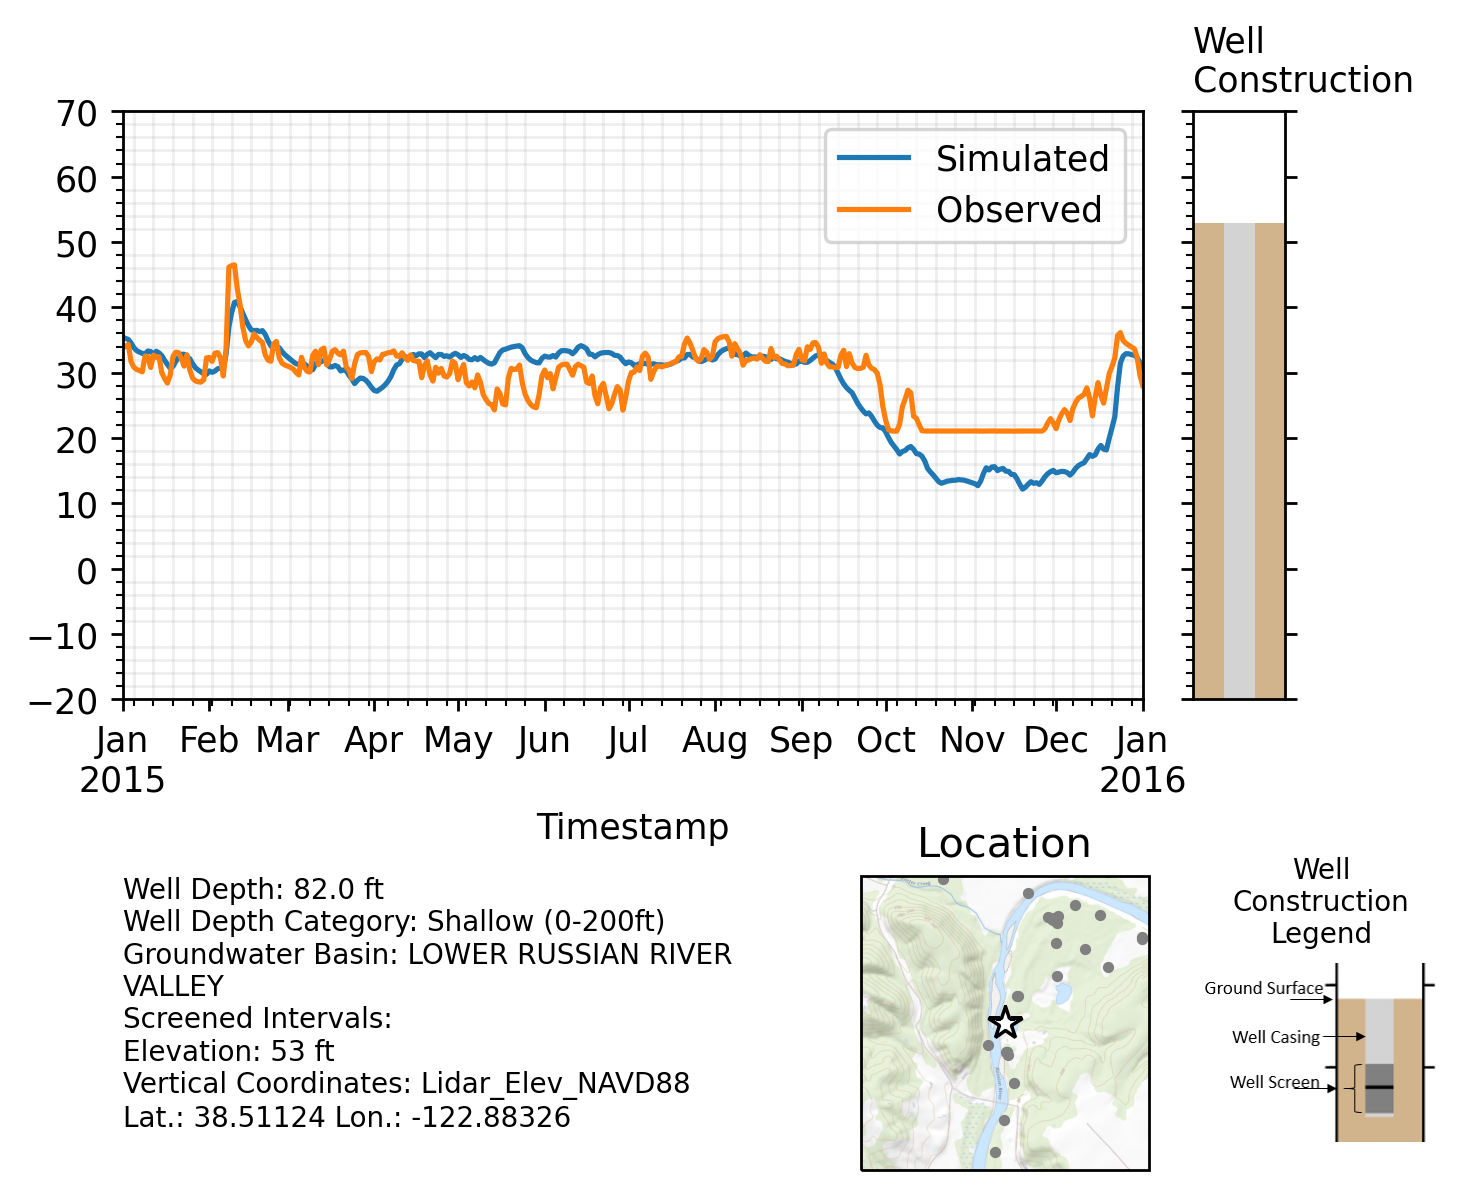 Well
Construction
70
60
50
40
30
20
10
0
−10
−20
Simulated
Observed
Jan Feb Mar Apr May Jun Jul Aug Sep Oct Nov Dec Jan
2015 2016
Timestamp
Well Depth: 82.0 ft
Well Depth Category: Shallow (0-200ft)
Groundwater Basin: LOWER RUSSIAN RIVER
VALLEY
Screened Intervals:
Elevation: 53 ft
Vertical Coordinates: Lidar_Elev_NAVD88
Lat.: 38.51124 Lon.: -122.88326
Location
Well
Construction
Legend
Ground Surface
Well Casing
Well Screen